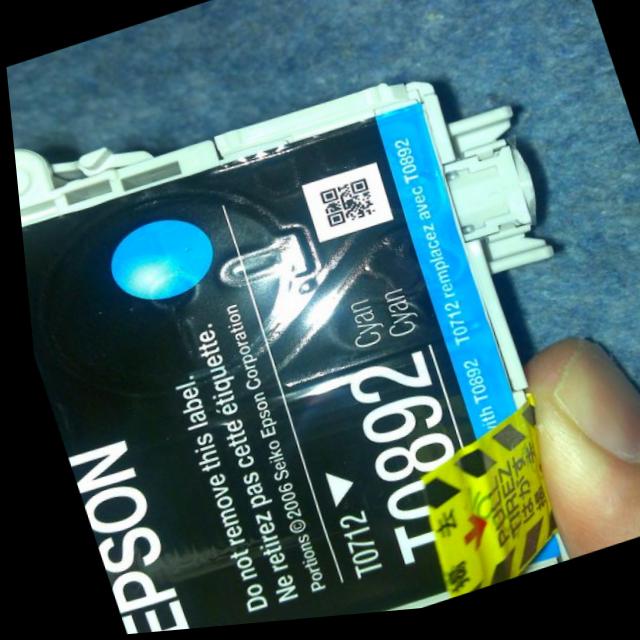 EPSON
Do not remove this label.
Ne retirez pas cette étiquette.
Portions ©2006 Seiko Epson Corporation
T0712
T0892
Cyan
Cyan
with T0892 T0712 remplacez avec T0892
PULL
TIREZ